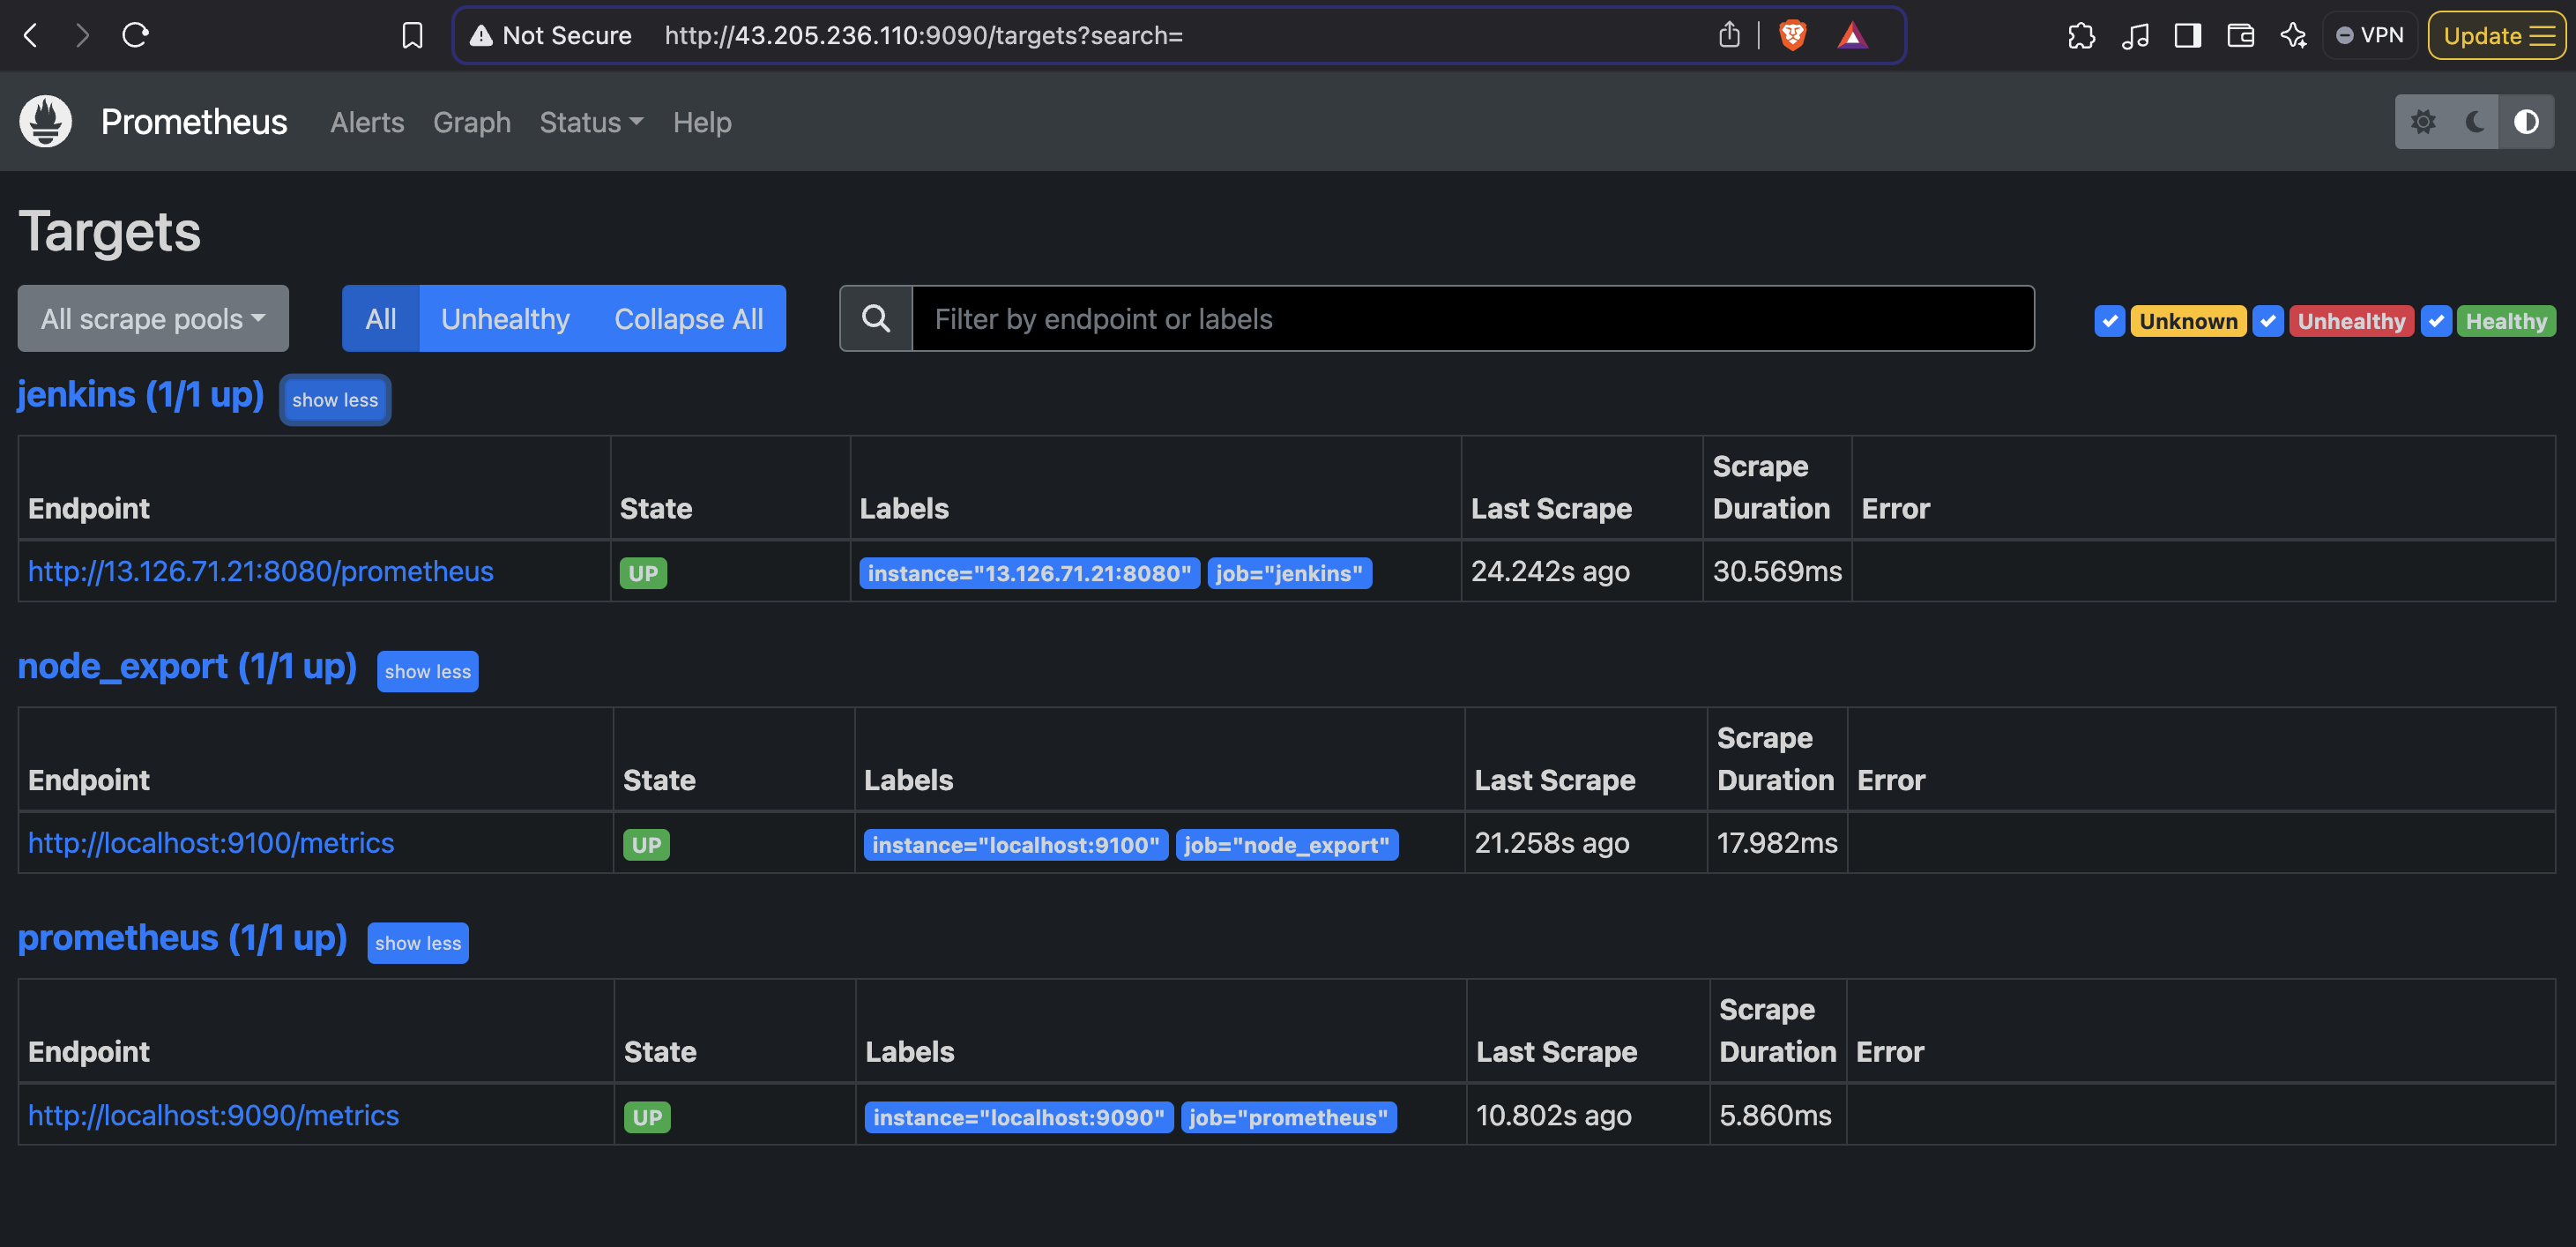 Not Secure http://43.205.236.110:9090/targets?search= VPN Update
Prometheus Alerts Graph Status Help
Targets
All scrape pools All Unhealthy Collapse All Filter by endpoint or labels Unknown Unhealthy Healthy
jenkins (1/1 up) show less
Endpoint State Labels Last Scrape Scrape Duration Error
http://13.126.71.21:8080/prometheus UP instance="13.126.71.21:8080" job="jenkins" 24.242s ago 30.569ms
node_export (1/1 up) show less
Endpoint State Labels Last Scrape Scrape Duration Error
http://localhost:9100/metrics UP instance="localhost:9100" job="node_export" 21.258s ago 17.982ms
prometheus (1/1 up) show less
Endpoint State Labels Last Scrape Scrape Duration Error
http://localhost:9090/metrics UP instance="localhost:9090" job="prometheus" 10.802s ago 5.860ms